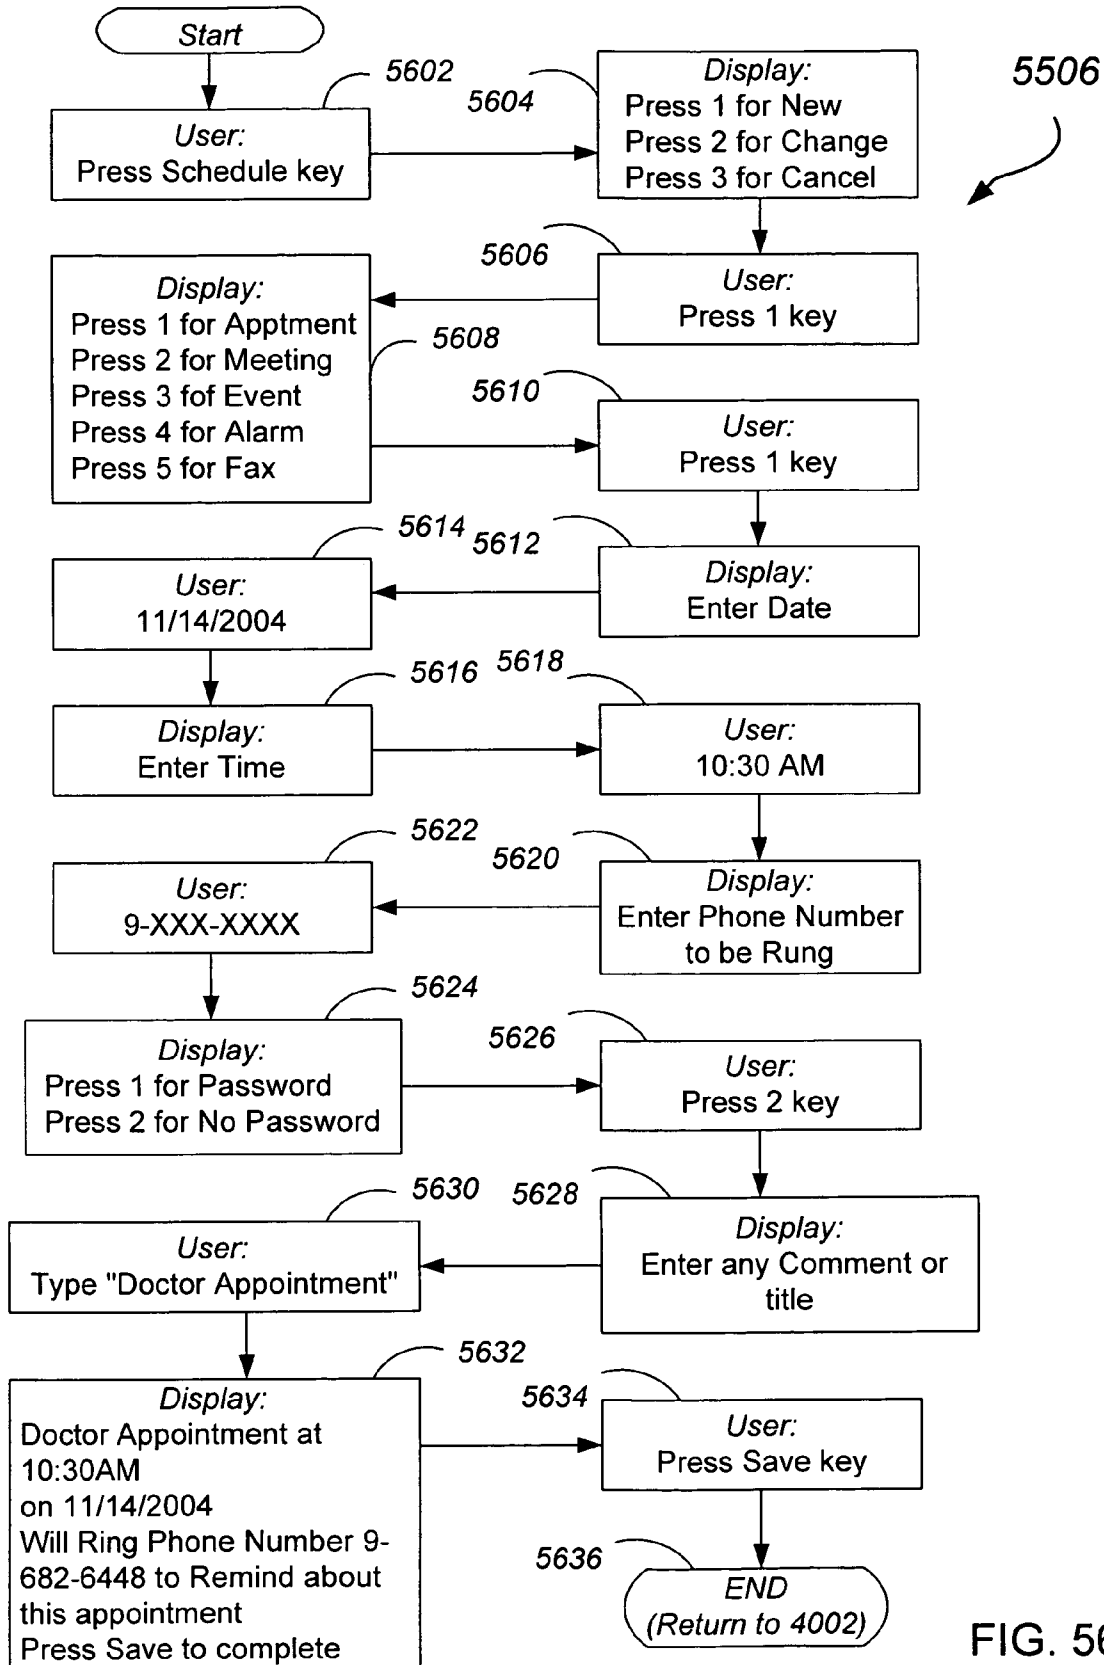 Start
5602
5604
5506
User:
Press Schedule key
Display:
Press 1 for New
Press 2 for Change
Press 3 for Cancel
5606
User:
Press 1 key
Display:
Press 1 for Apptment
Press 2 for Meeting
Press 3 fof Event
Press 4 for Alarm
Press 5 for Fax
5608
5610
User:
Press 1 key
5612
Display:
Enter Date
5614
User:
11/14/2004
5616
Display:
Enter Time
5618
User:
10:30 AM
5620
Display:
Enter Phone Number
to be Rung
5622
User:
9-XXX-XXXX
5624
Display:
Press 1 for Password
Press 2 for No Password
5626
User:
Press 2 key
5628
Display:
Enter any Comment or
title
5630
User:
Type "Doctor Appointment"
5632
Display:
Doctor Appointment at
10:30AM
on 11/14/2004
Will Ring Phone Number 9-
682-6448 to Remind about
this appointment
Press Save to complete
5634
User:
Press Save key
5636
END
(Return to 4002)
FIG. 56